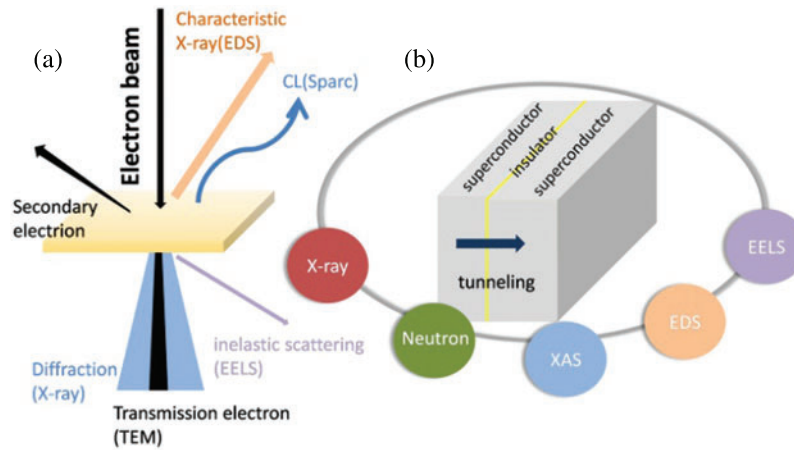 (a)
Electron beam
Characteristic
X-ray(EDS)
CL(Sparc)
Secondary
electron
inelastic scattering
(EELS)
Diffraction
(X-ray)
Transmission electron
(TEM)
(b)
superconductor
insulator
superconductor
tunneling
X-ray
Neutron
XAS
EDS
EELS